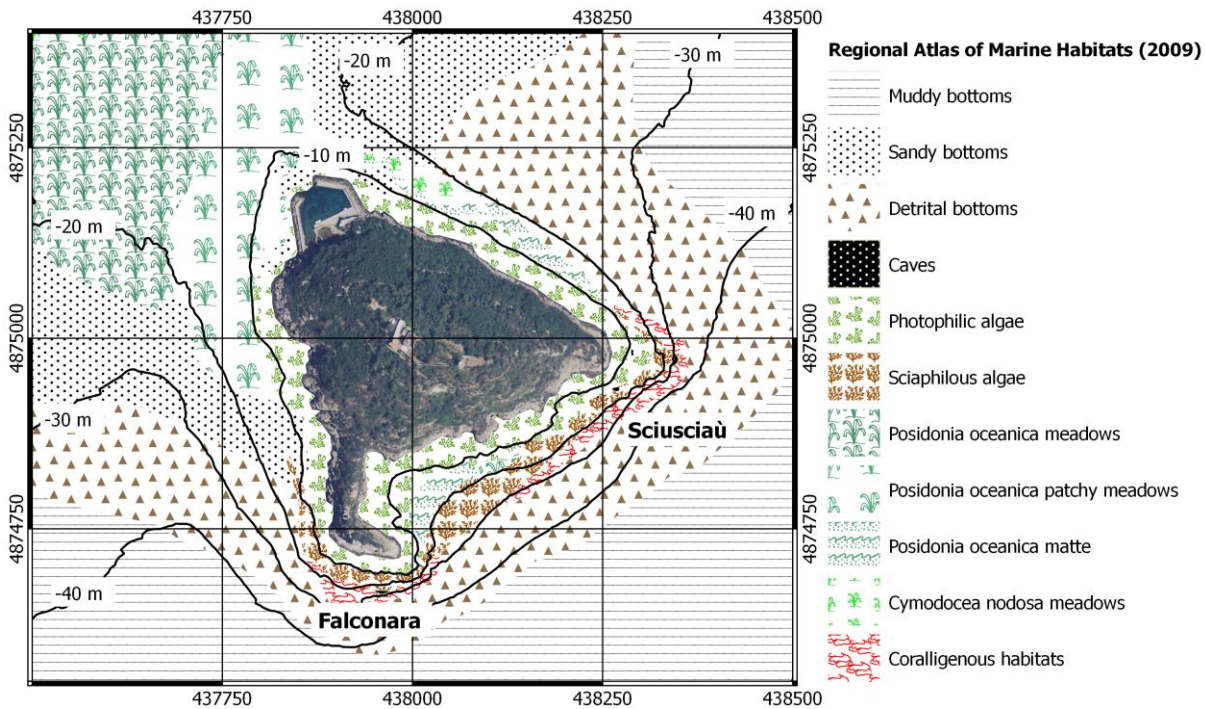 437750 438000 438250 438500
-20 m
-30 m
4875250
4875250
-10 m
-40 m
-20 m
4875000
4875000
-30 m
Sciusciaù
4874750
4874750
-40 m
Falconara
437750 438000 438250 438500
Regional Atlas of Marine Habitats (2009)
Muddy bottoms
Sandy bottoms
Detrital bottoms
Caves
Photophilic algae
Sciaphilous algae
Posidonia oceanica meadows
Posidonia oceanica patchy meadows
Posidonia oceanica matte
Cymodocea nodosa meadows
Coralligenous habitats